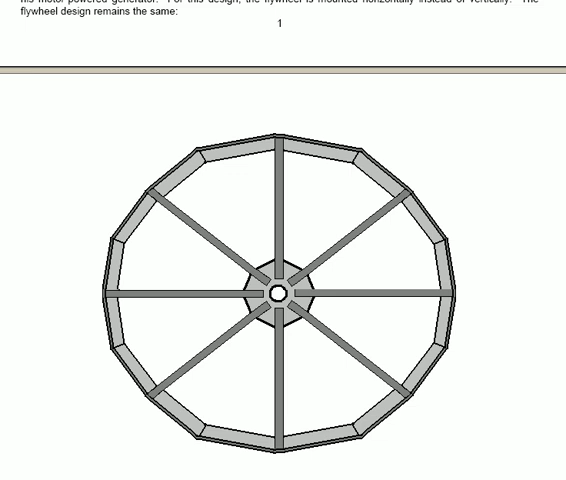 his motor powered generator. For this design, the flywheel is mounted horizontally instead of vertically. The
flywheel design remains the same:
1